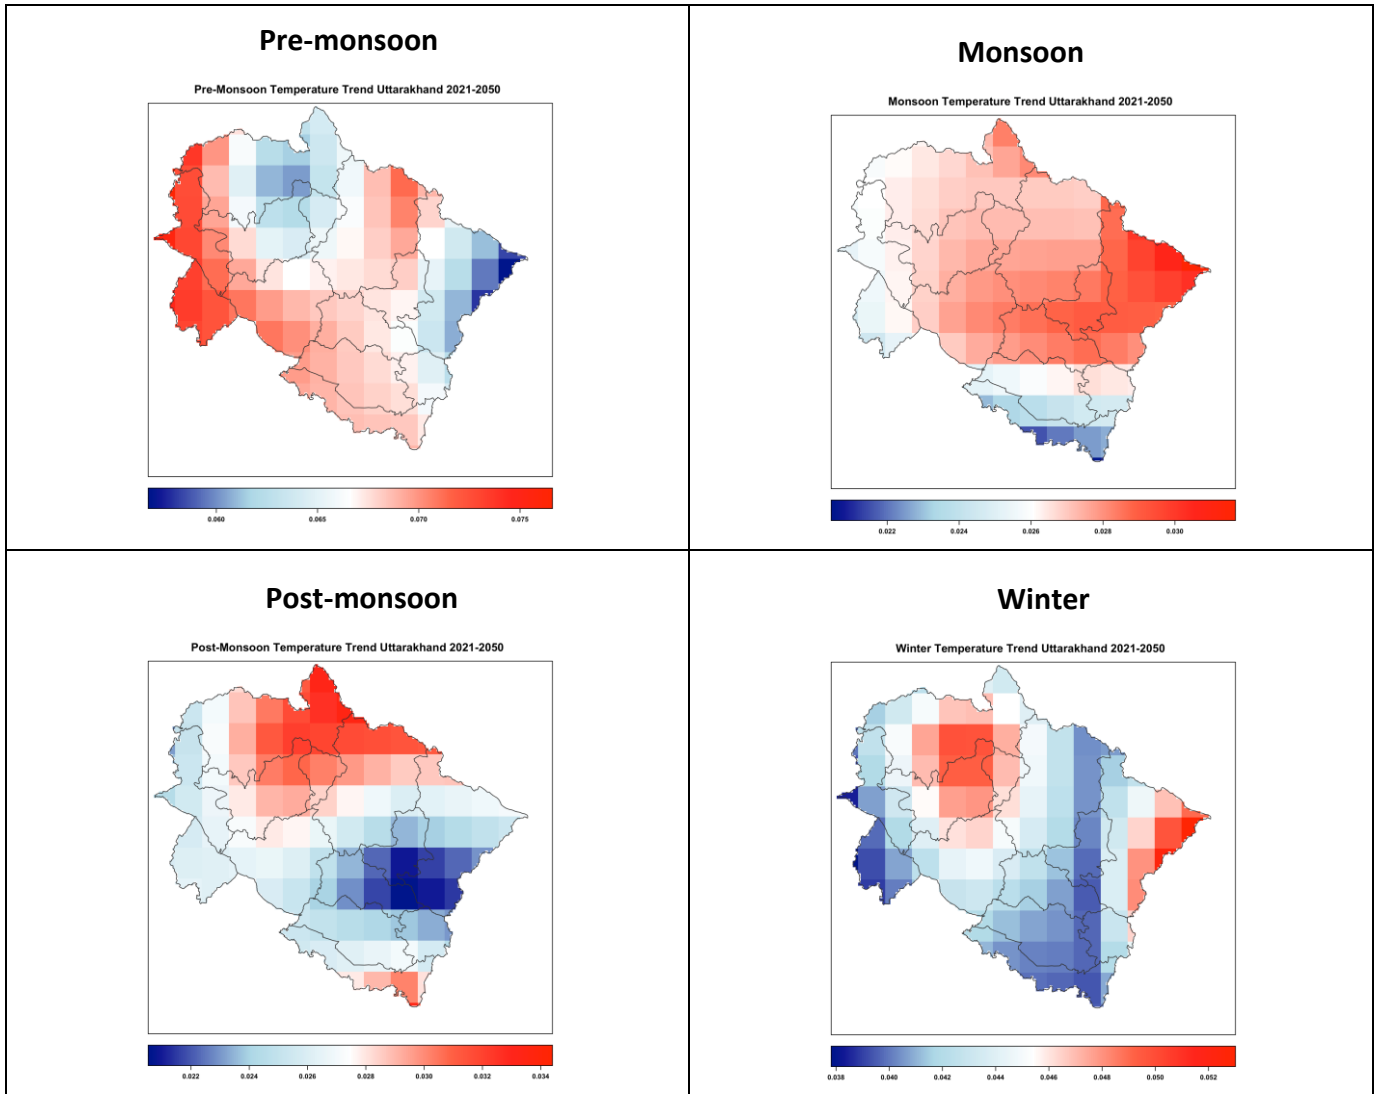 Pre-monsoon
Pre-Monsoon Temperature Trend Uttarakhand 2021-2050
0.060 0.065 0.070 0.075
Monsoon
Monsoon Temperature Trend Uttarakhand 2021-2050
0.022 0.024 0.026 0.028 0.030
Post-monsoon
Post-Monsoon Temperature Trend Uttarakhand 2021-2050
0.022 0.024 0.026 0.028 0.030 0.032 0.034
Winter
Winter Temperature Trend Uttarakhand 2021-2050
0.038 0.040 0.042 0.044 0.046 0.048 0.050 0.052